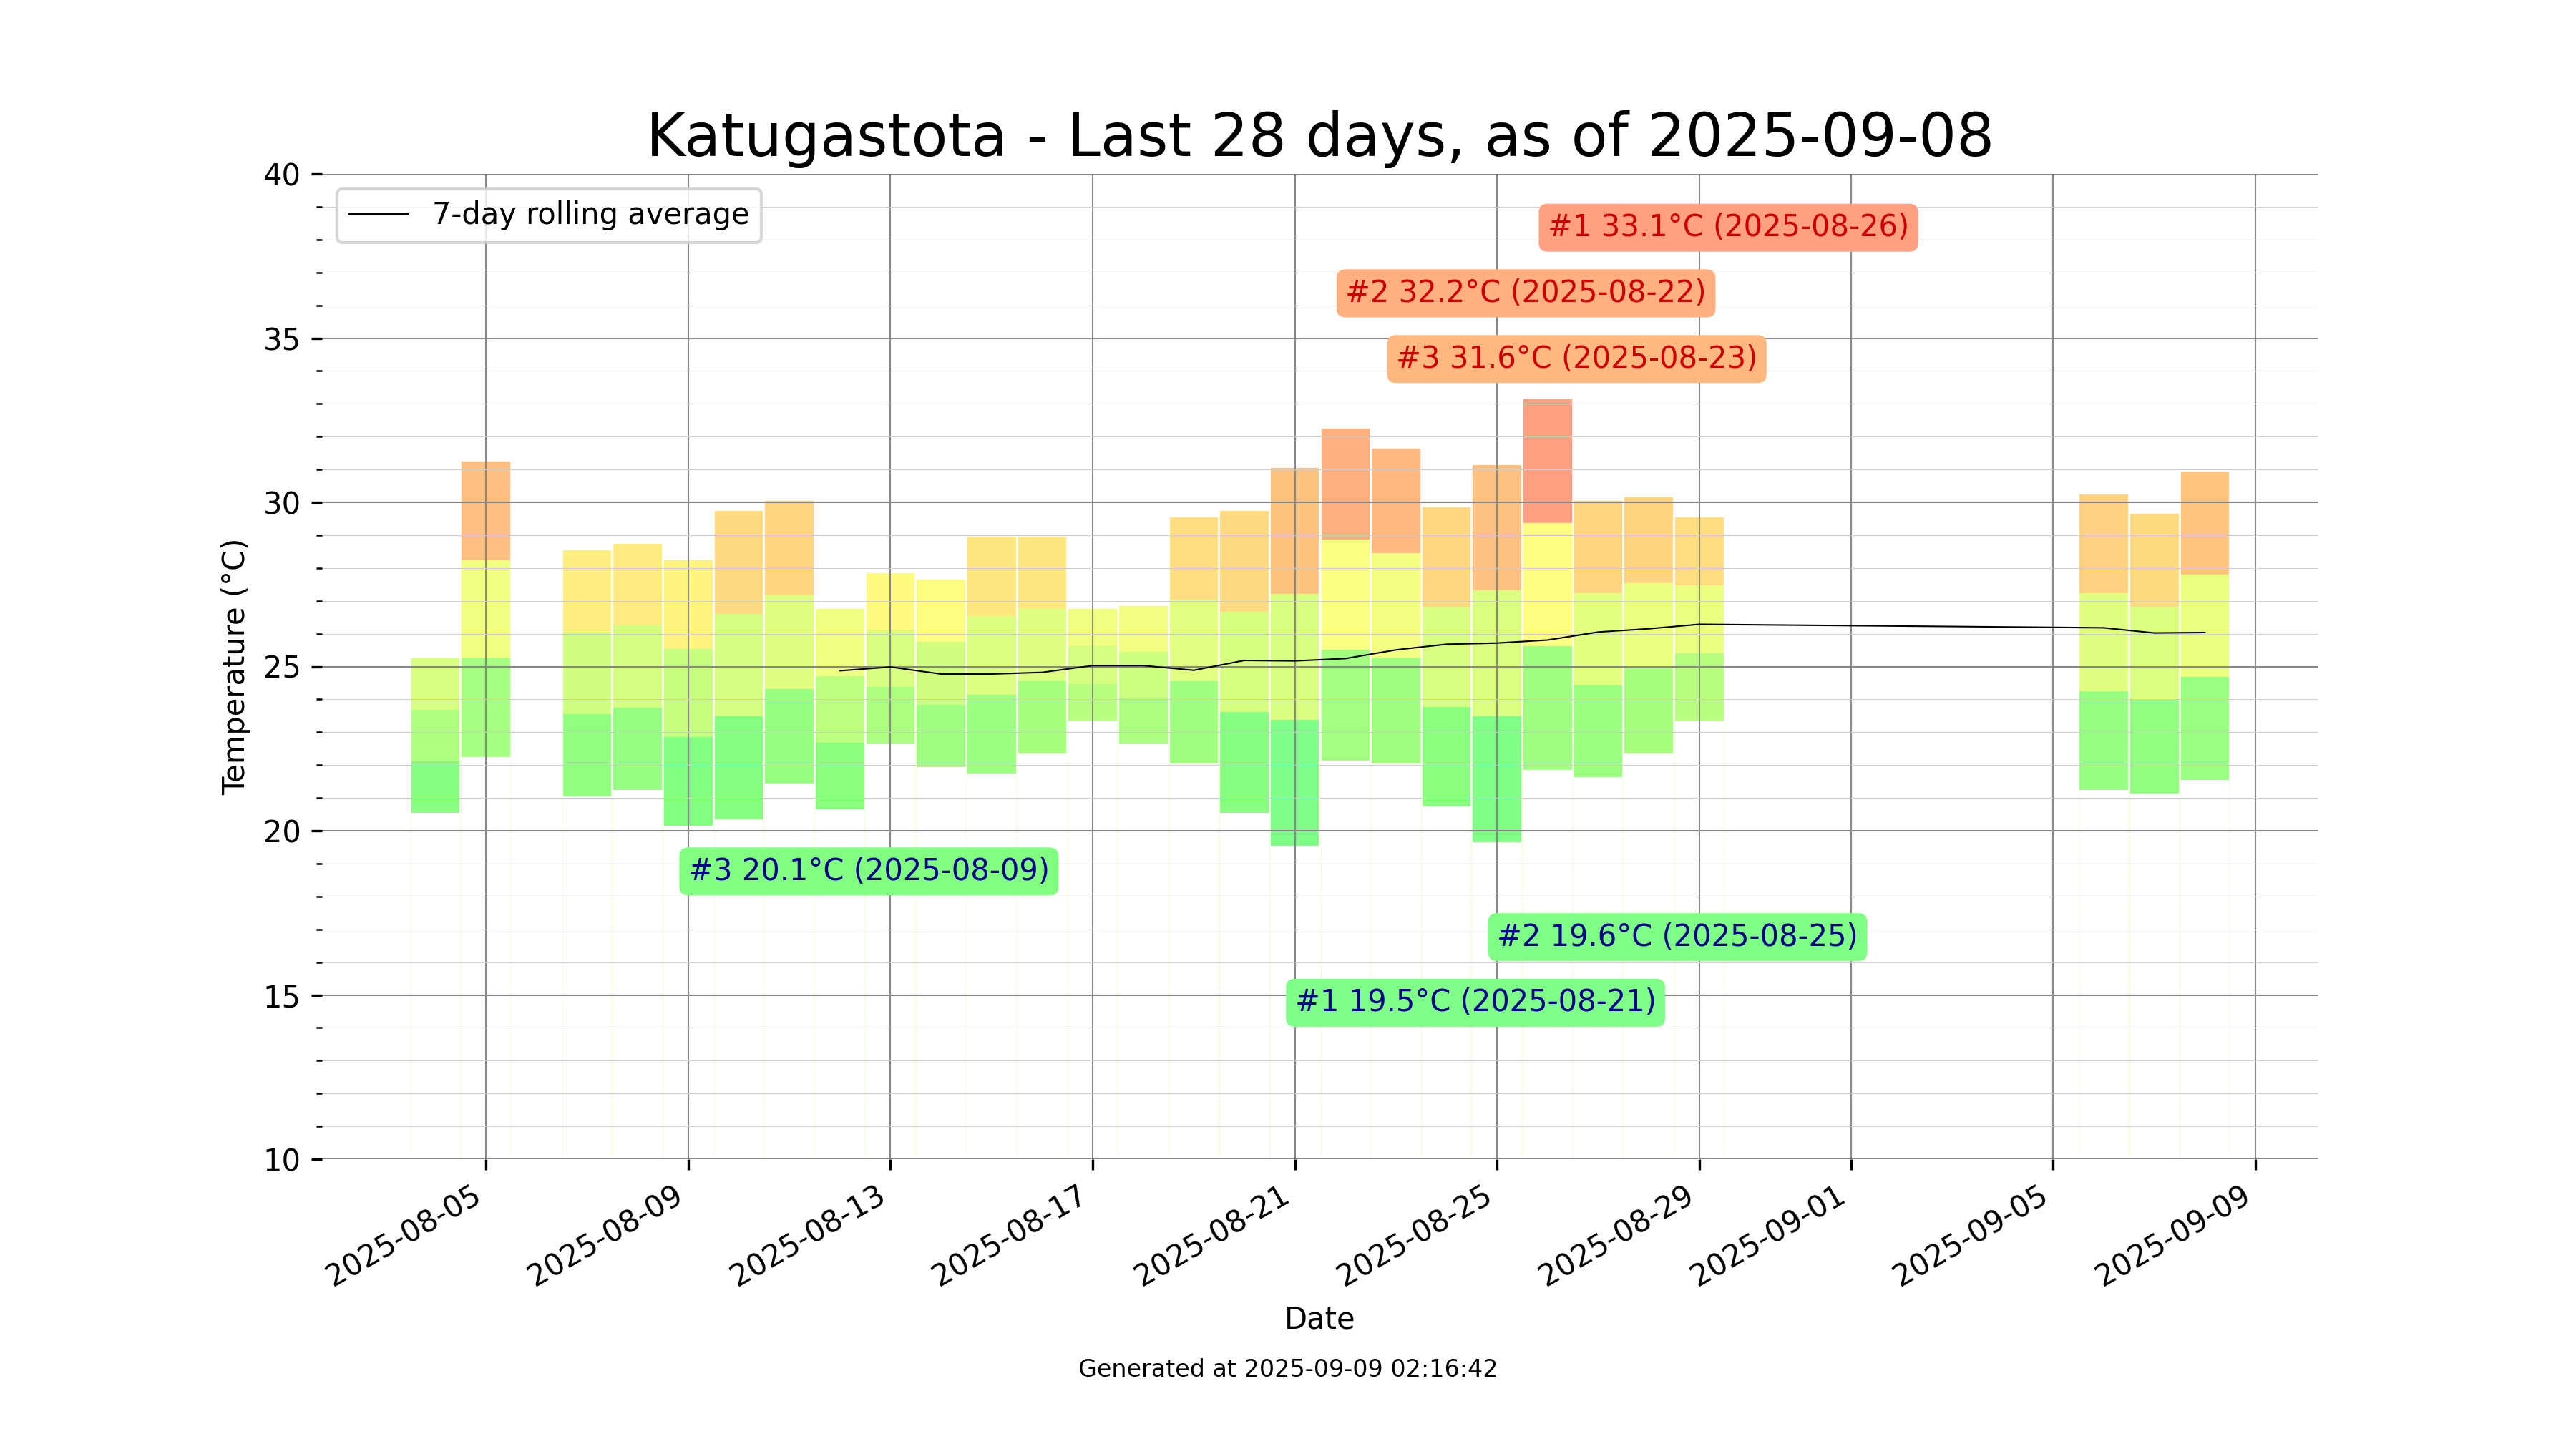 Katugastota - Last 28 days, as of 2025-09-08
7-day rolling average
#1 33.1°C (2025-08-26)
#2 32.2°C (2025-08-22)
#3 31.6°C (2025-08-23)
#3 20.1°C (2025-08-09)
#2 19.6°C (2025-08-25)
#1 19.5°C (2025-08-21)
Temperature (°C)
40
35
30
25
20
15
10
2025-08-05
2025-08-09
2025-08-13
2025-08-17
2025-08-21
2025-08-25
2025-08-29
2025-09-01
2025-09-05
2025-09-09
Date
Generated at 2025-09-09 02:16:42